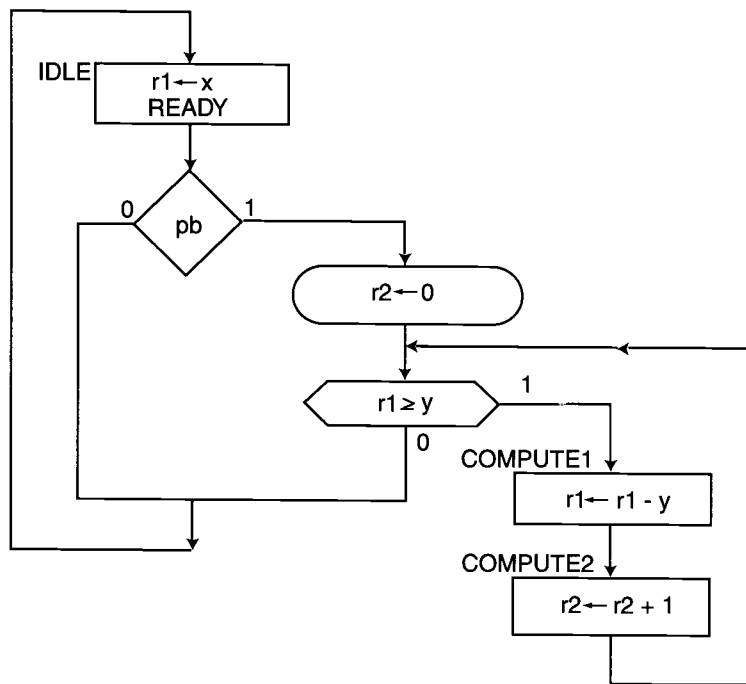 IDLE
r1←x
READY
0
pb
1
r2←0
r1 ≥ y
1
0
COMPUTE1
r1← r1 - y
COMPUTE2
r2← r2 + 1